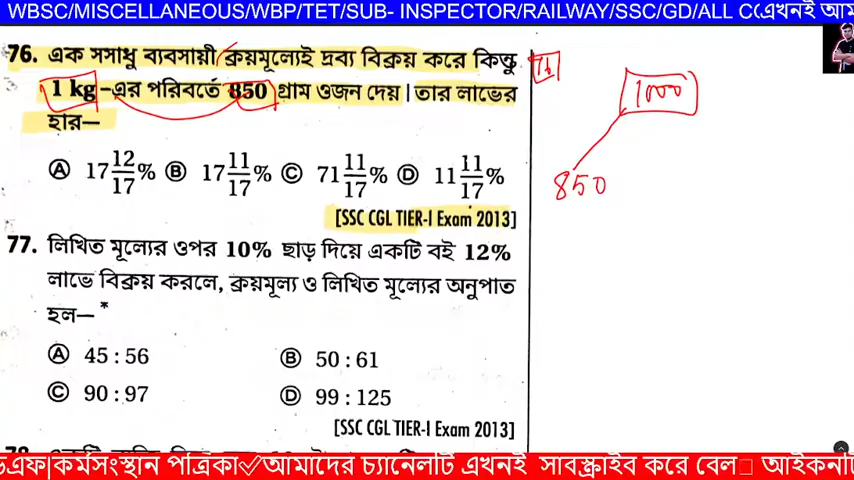 WBSC/MISCELLANEOUS/WBP/TET/SUB- INSPECTOR/RAILWAY/SSC/GD/ALL
76. এক সসাধু ব্যবসায়ী ক্রয়মূল্যেই দ্রব্য বিক্রয় করে কিন্তু
1 kg-এর পরিবর্তে 850 গ্রাম ওজন দেয়। তার লাভের
হার—
Ⓐ 17 12/17% Ⓑ 17 11/17% Ⓒ 71 11/17% Ⓓ 11 11/17%
[SSC CGL TIER-I Exam 2013]
77. লিখিত মূল্যের ওপর 10% ছাড় দিয়ে একটি বই 12%
লাভে বিক্রয় করলে, ক্রয়মূল্য ও লিখিত মূল্যের অনুপাত
হল— *
Ⓐ 45 : 56 Ⓑ 50 : 61
Ⓒ 90 : 97 Ⓓ 99 : 125
[SSC CGL TIER-I Exam 2013]
1000
850
কর্মসংস্থান পত্রিকা✓আমাদের চ্যানেলটি এখনই সাবস্ক্রাইব করে বেল